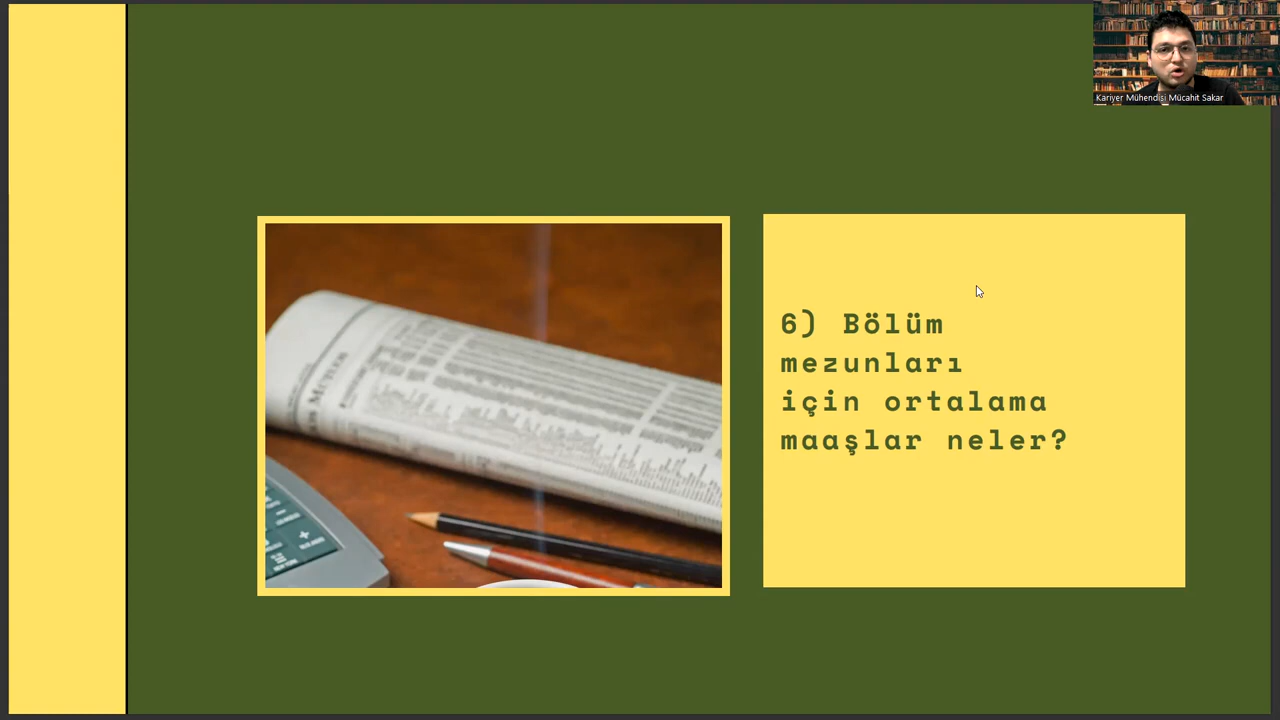 Kariyer Mühendisi Mücahit Sakar
6) Bölüm
mezunları
için ortalama
maaşlar neler?